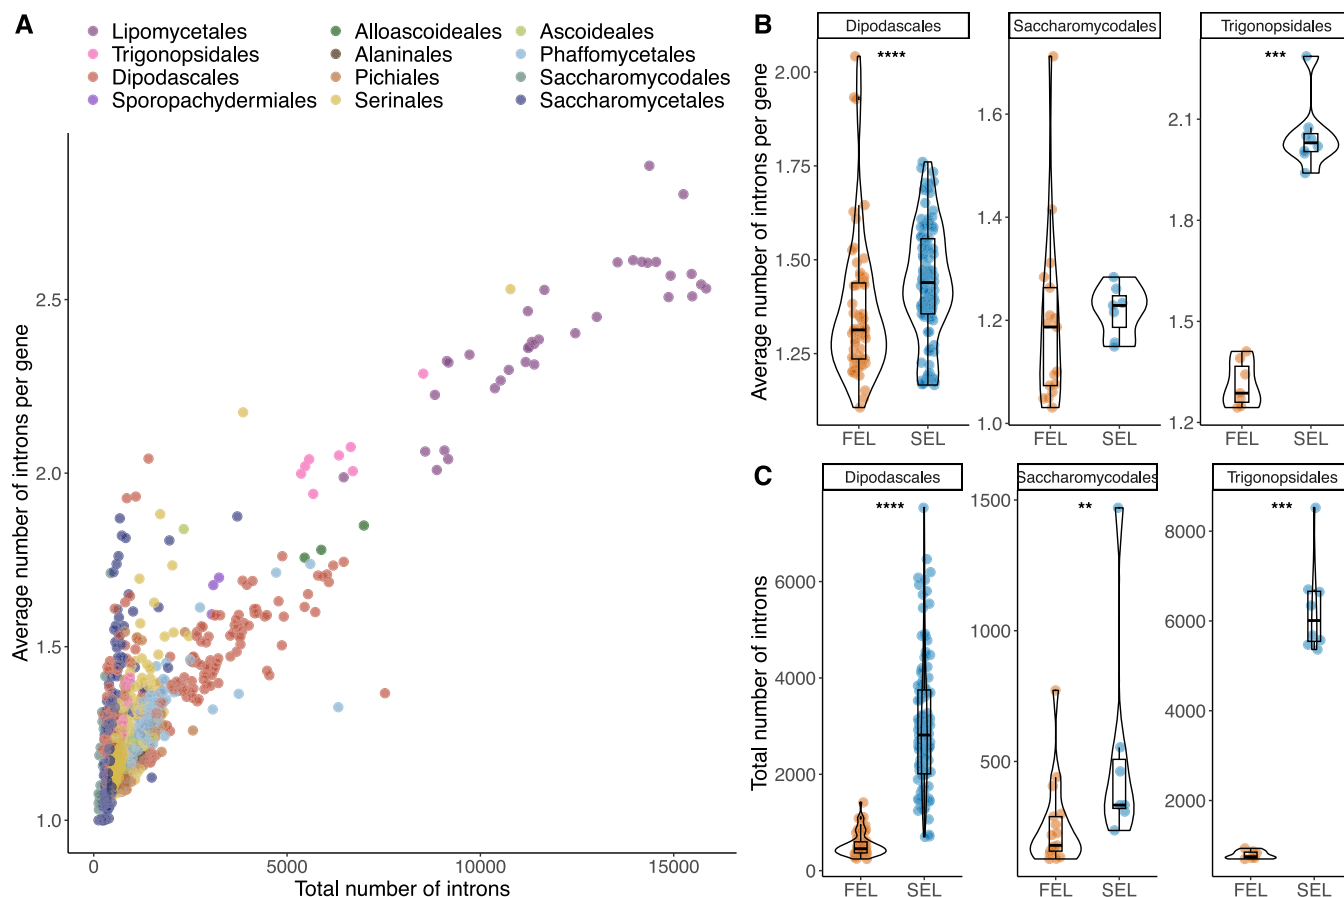 A
Lipomycetales
Trigonopsidales
Dipodascales
Sporopachydermiales
Alloascoideales
Alaninales
Pichiales
Serinales
Ascoideales
Phaffomycetales
Saccharomycodales
Saccharomycetales
Average number of introns per gene
2.5
2.0
1.5
1.0
0
5000
10000
15000
Total number of introns
B
Average number of introns per gene
Dipodascales
****
2.00
1.75
1.50
1.25
FEL
SEL
Saccharomycodales
1.6
1.4
1.2
1.0
FEL
SEL
Trigonopsidales
***
2.1
1.8
1.5
1.2
FEL
SEL
C
Total number of introns
Dipodascales
****
6000
4000
2000
0
FEL
SEL
Saccharomycodales
**
1500
1000
500
FEL
SEL
Trigonopsidales
***
8000
6000
4000
2000
FEL
SEL